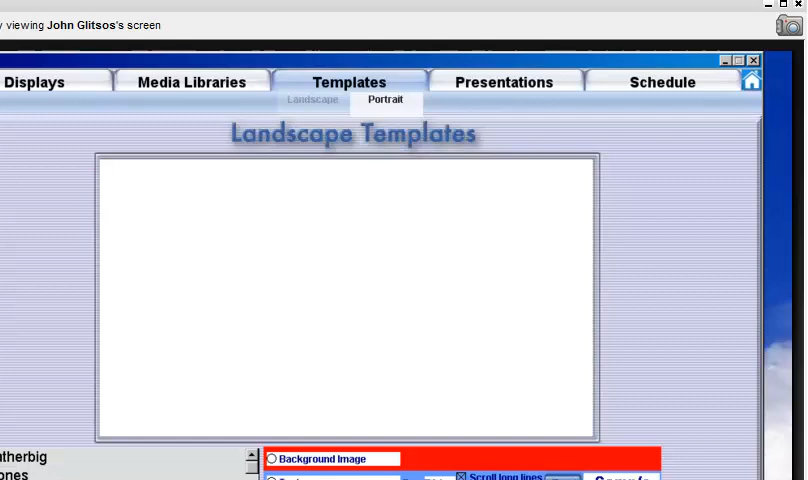 y viewing John Glitsos's screen
Displays Media Libraries Templates Presentations Schedule
Landscape Portrait
Landscape Templates
atherbig
ones
Background Image
Scroll long lines